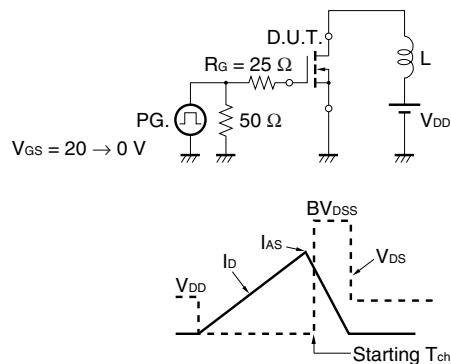 D.U.T.
RG = 25 Ω
L
PG.
50 Ω
VDD
VGS = 20 → 0 V
BVDSS
IAS
ID
VDS
VDD
Starting Tch